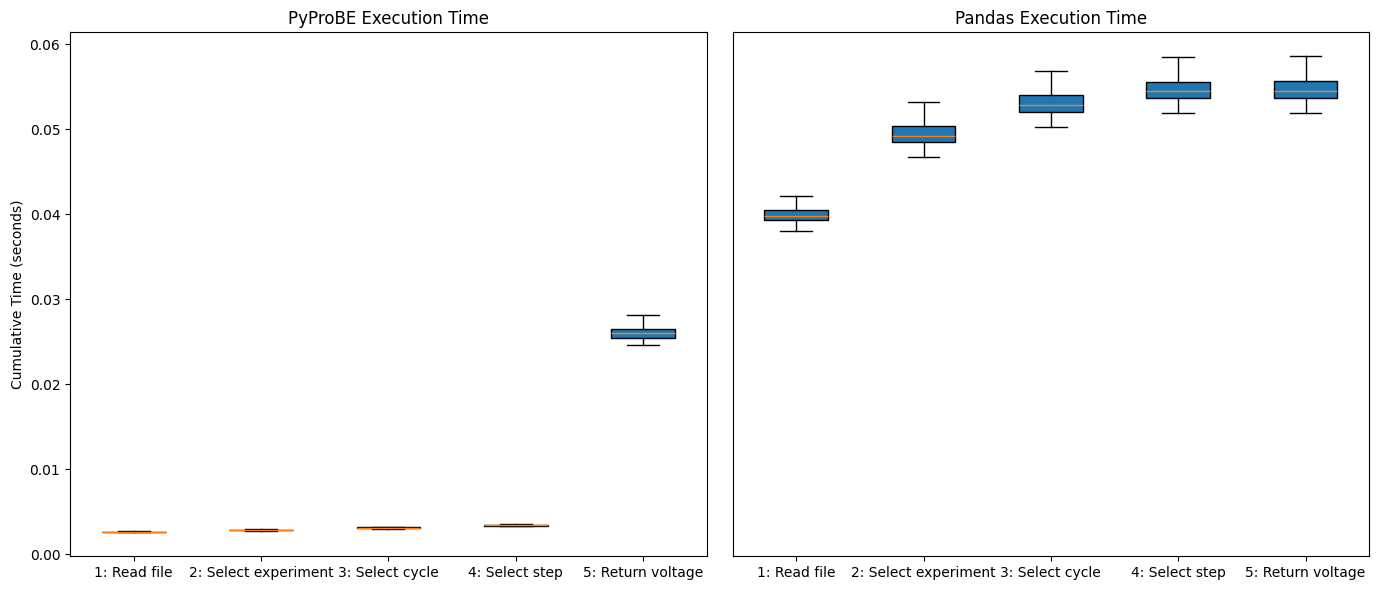 PyProBE Execution Time
Pandas Execution Time
Cumulative Time (seconds)
0.06
0.05
0.04
0.03
0.02
0.01
0.00
1: Read file
2: Select experiment
3: Select cycle
4: Select step
5: Return voltage
1: Read file
2: Select experiment
3: Select cycle
4: Select step
5: Return voltage